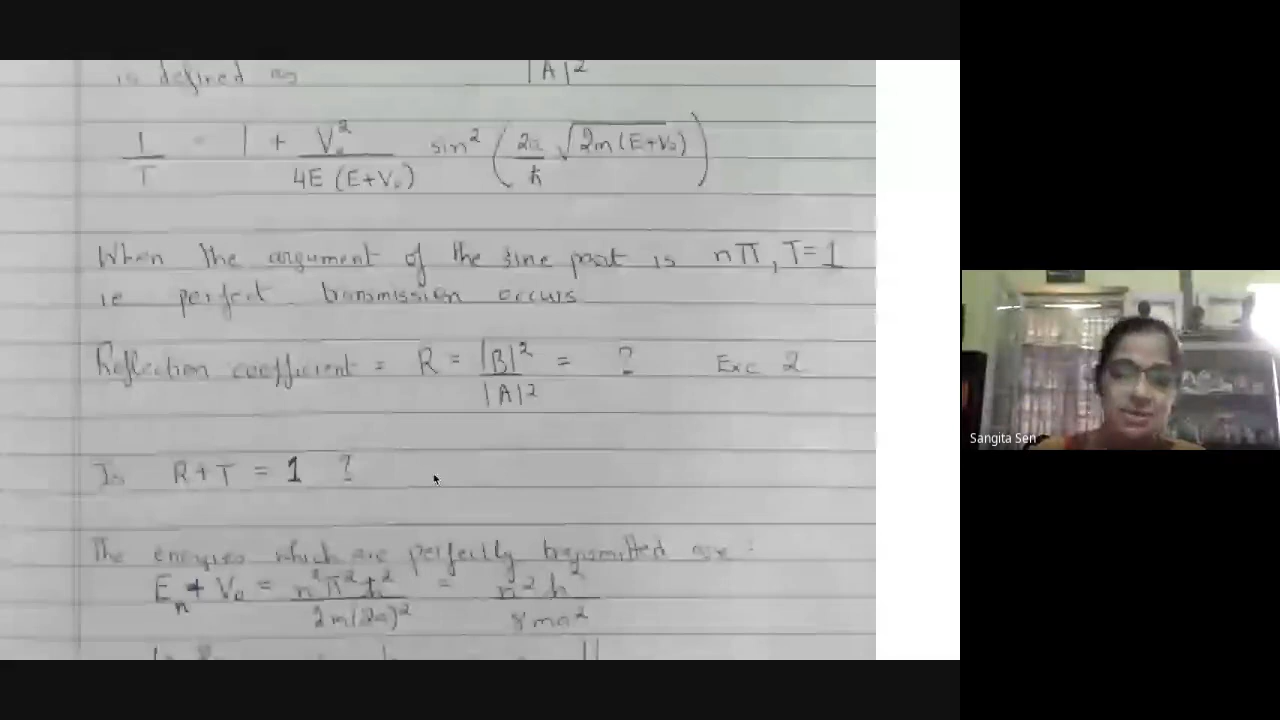 is defined as |A|²
1/T = 1 + V₀²/4E(E+V₀) sin² (2a/ħ √2m(E+V₀))
When the argument of the sine part is nπ, T=1
ie perfect transmission occurs
Reflection coefficient = R = |B|²/|A|² = ? Exc 2
Is R+T = 1 ?
The energies which are perfectly transmitted are :
Eₙ + V₀ = n²π²ħ²/2m(2a)² = n²h²/8ma²
Sangita Sen